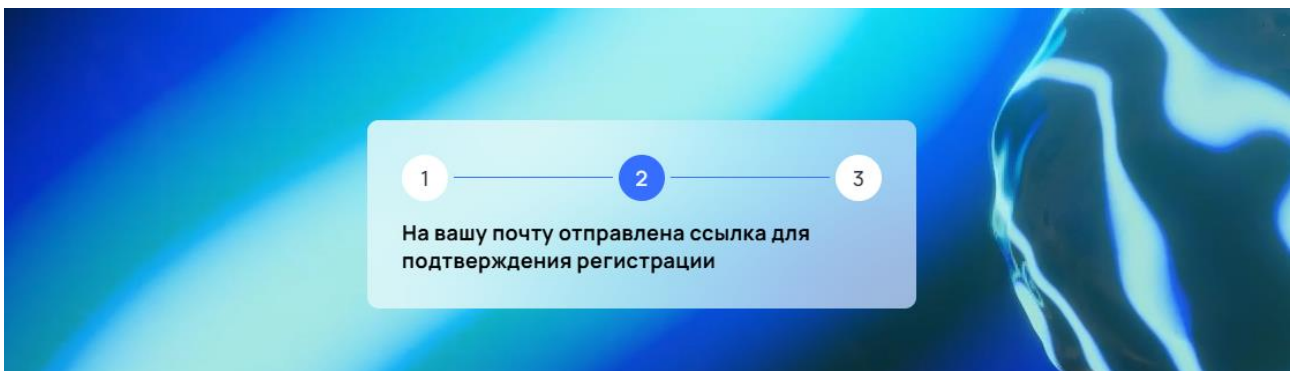 1 2 3
На вашу почту отправлена ссылка для
подтверждения регистрации